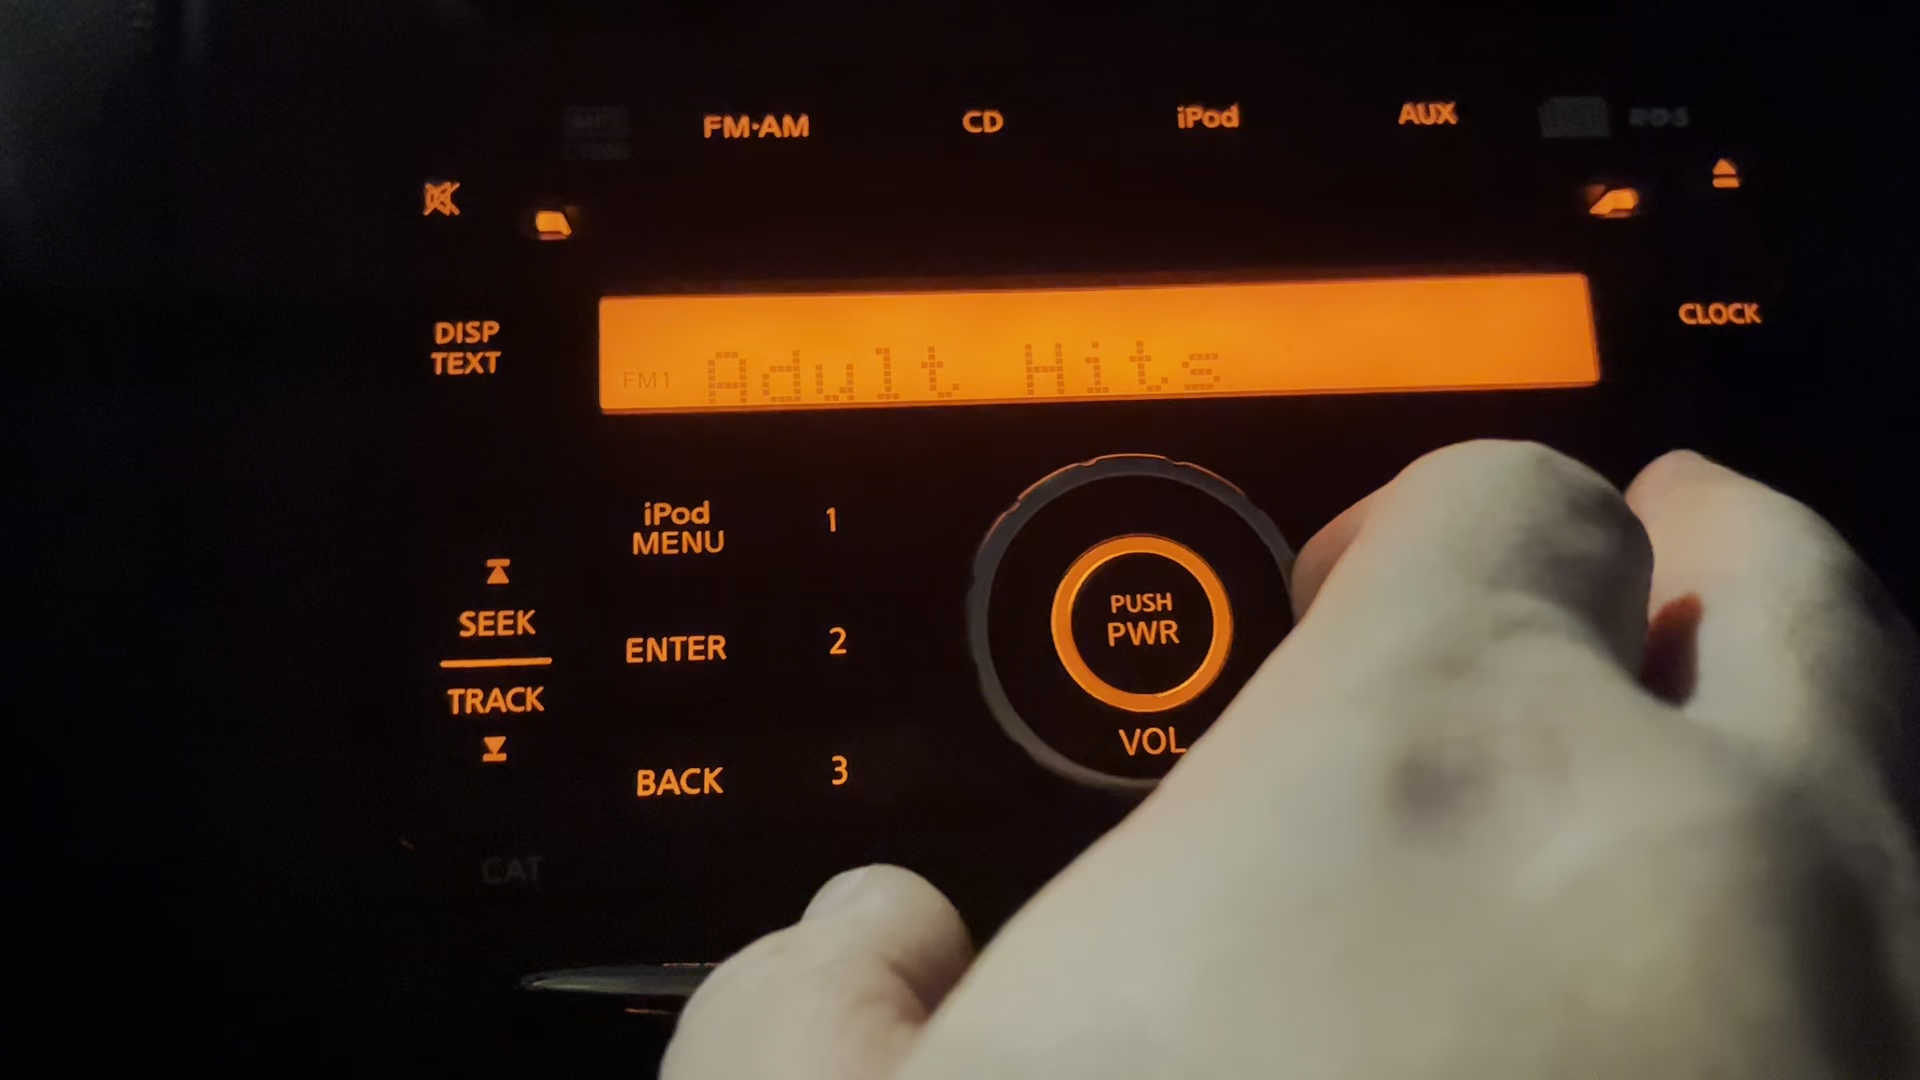 FM·AM
CD
iPod
AUX
RDS
DISP
TEXT
CLOCK
FM1
Adult Hits
iPod
MENU
1
SEEK
ENTER
2
PUSH
PWR
TRACK
VOL
BACK
3
CAT